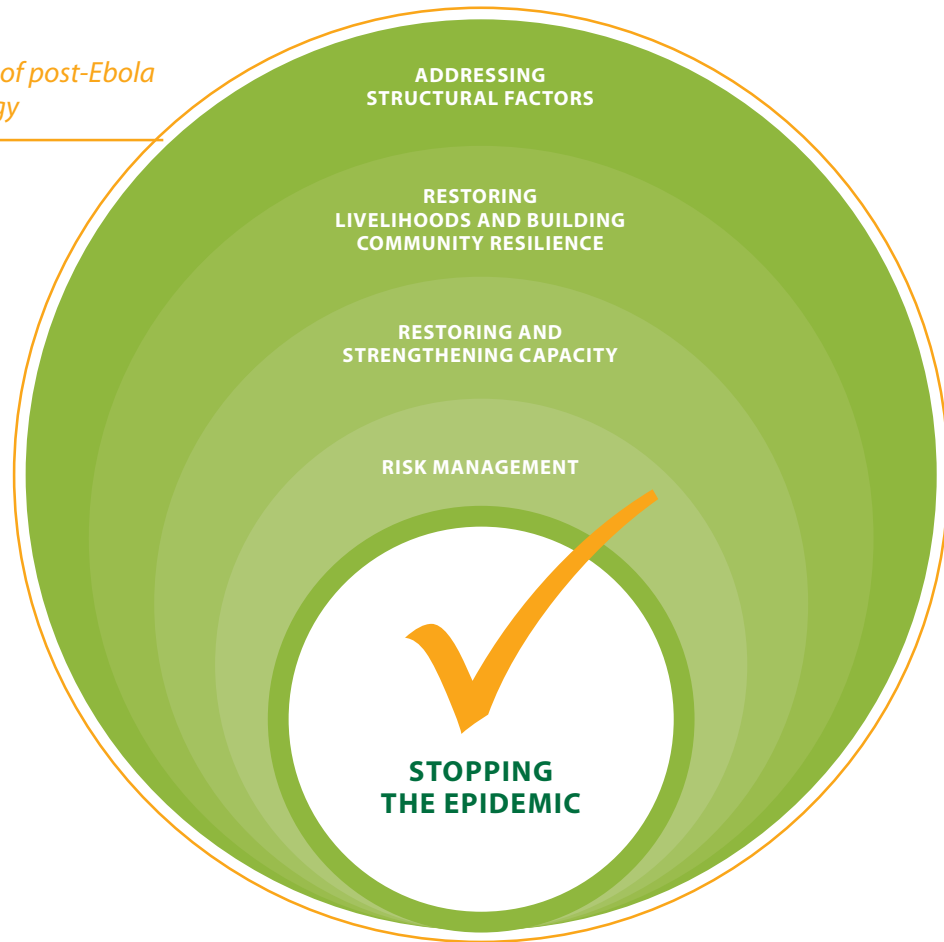 of post-Ebola
ADDRESSING
STRUCTURAL FACTORS
RESTORING
LIVELIHOODS AND BUILDING
COMMUNITY RESILIENCE
RESTORING AND
STRENGTHENING CAPACITY
RISK MANAGEMENT
STOPPING
THE EPIDEMIC